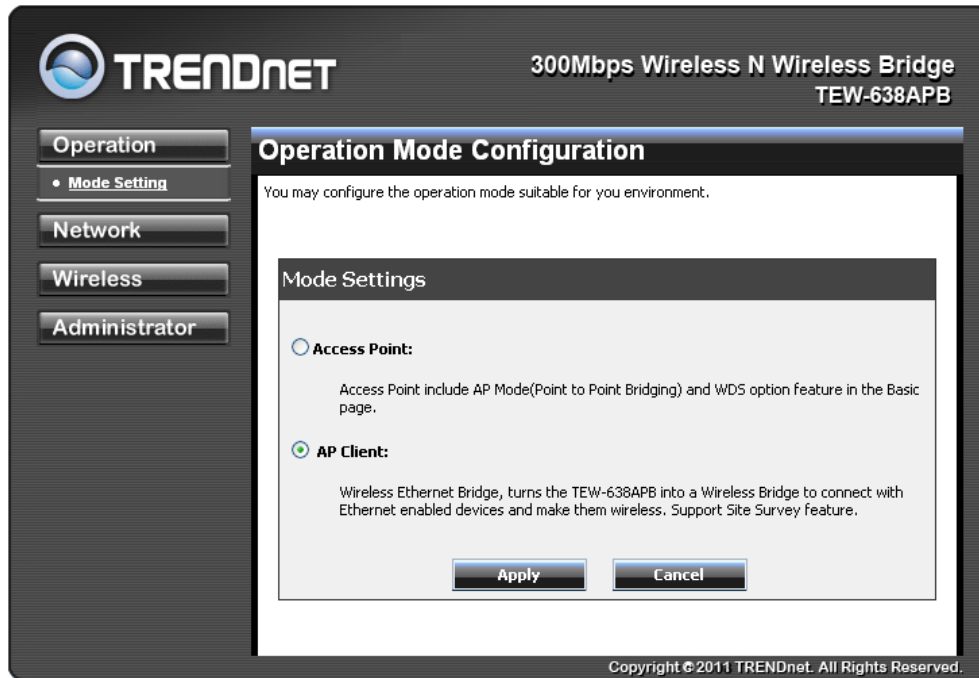 TRENDNET
300Mbps Wireless N Wireless Bridge
TEW-638APB
Operation
Mode Setting
Network
Wireless
Administrator
Operation Mode Configuration
You may configure the operation mode suitable for you environment.
Mode Settings
Access Point:
Access Point include AP Mode(Point to Point Bridging) and WDS option feature in the Basic
page.
AP Client:
Wireless Ethernet Bridge, turns the TEW-638APB into a Wireless Bridge to connect with
Ethernet enabled devices and make them wireless. Support Site Survey feature.
Apply
Cancel
Copyright © 2011 TRENDnet. All Rights Reserved.